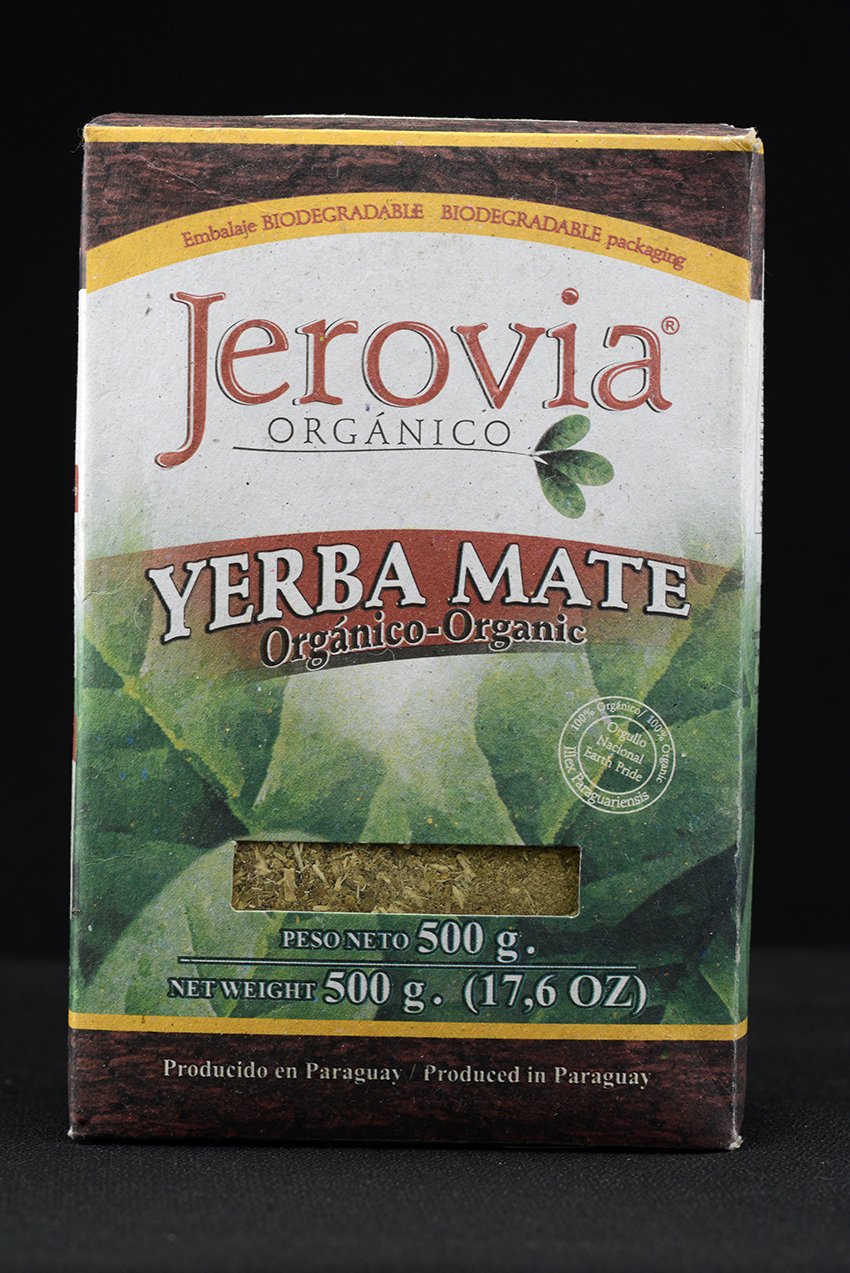 Embalaje BIODEGRADABLE BIODEGRADABLE packaging
Jerovia®
ORGÁNICO
YERBA MATE
Orgánico-Organic
100% Orgánico / 100% Organic
Orgullo
Nacional
Earth Pride
Illex Paraguariensis
PESO NETO 500 g.
NET WEIGHT 500 g. (17,6 OZ)
Producido en Paraguay / Produced in Paraguay